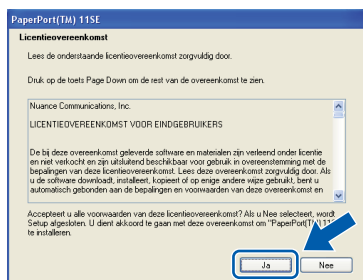 PaperPort(TM) 11SE
Licentieovereenkomst
Lees de onderstaande licentieovereenkomst zorgvuldig door.
Druk op de toets Page Down om de rest van de overeenkomst te zien.
Nuance Communications, Inc.
LICENTIEOVEREENKOMST VOOR EINDGEBRUIKERS
De bij deze overeenkomst geleverde software en materialen zijn verleend onder licentie
en niet verkocht en zijn uitsluitend beschikbaar voor gebruik in overeenstemming met de
bepalingen van deze licentieovereenkomst. Lees deze overeenkomst zorgvuldig door. Als
u de software downloadt, installeert, kopieert of op enige andere wijze gebruikt, bent u
automatisch gebonden aan de bepalingen en voorwaarden van deze overeenkomst en
Accepteert u alle voorwaarden van deze licentieovereenkomst? Als u Nee selecteert, wordt
Setup afgesloten. U dient akkoord te gaan met deze overeenkomst om "PaperPort(TM) 11
te installeren.
Ja
Nee